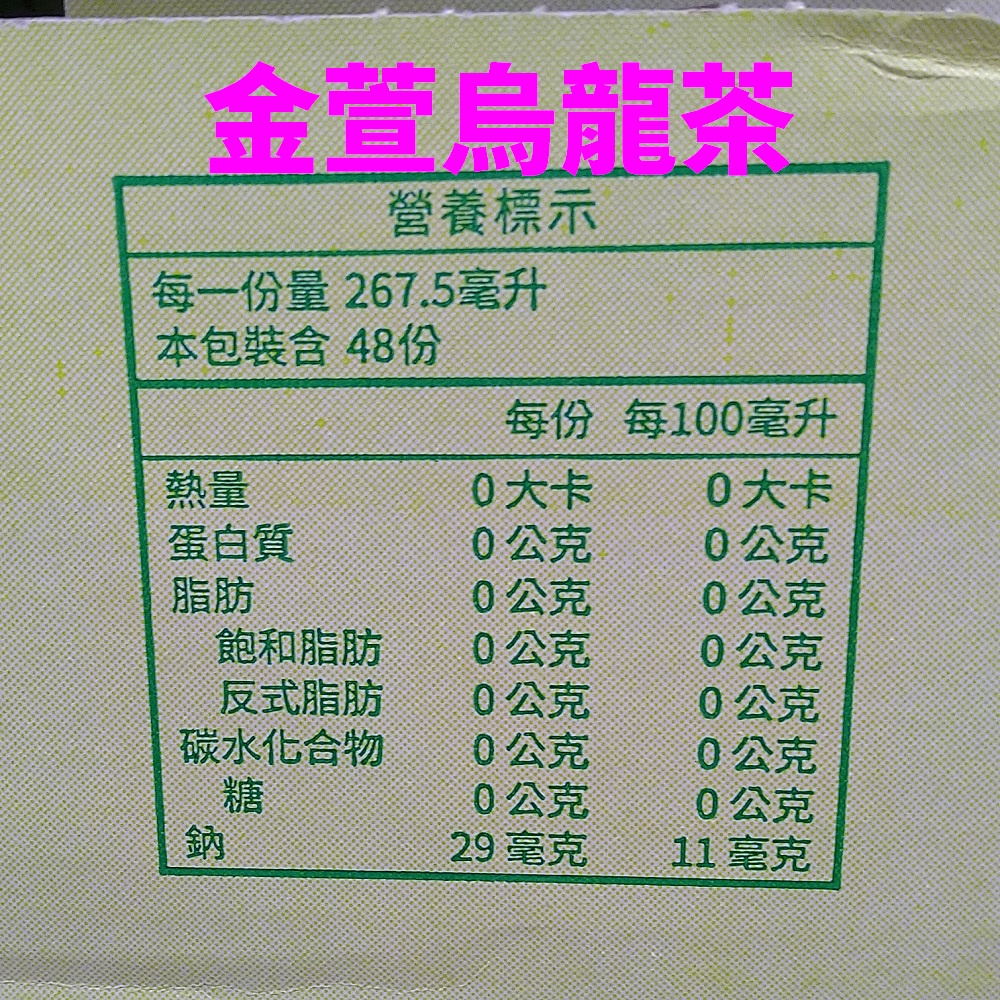 金萱烏龍茶
營養標示
每一份量 267.5毫升
本包裝含 48份
每份 每100毫升
熱量 0 大卡 0 大卡
蛋白質 0 公克 0 公克
脂肪 0 公克 0 公克
飽和脂肪 0 公克 0 公克
反式脂肪 0 公克 0 公克
碳水化合物 0 公克 0 公克
糖 0 公克 0 公克
鈉 29 毫克 11 毫克